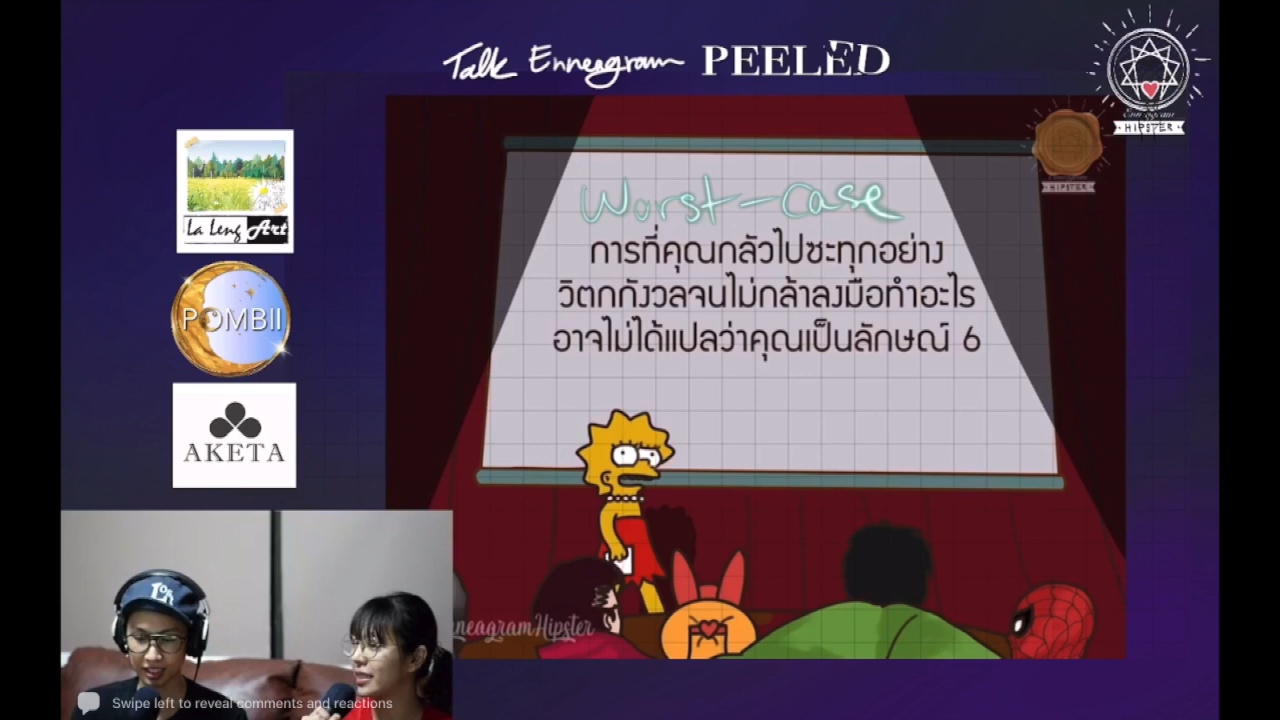 Talk Enneagram PEELED
HIPSTER
HIPSTER
La Leng Art
POMBII
AKETA
Worst-case
การที่คุณกลัวไปซะทุกอย่าง
วิตกกังวลจนไม่กล้าลงมือทำอะไร
อาจไม่ได้แปลว่าคุณเป็นลักษณ์ 6
neagramHipster
Swipe left to reveal comments and reactions